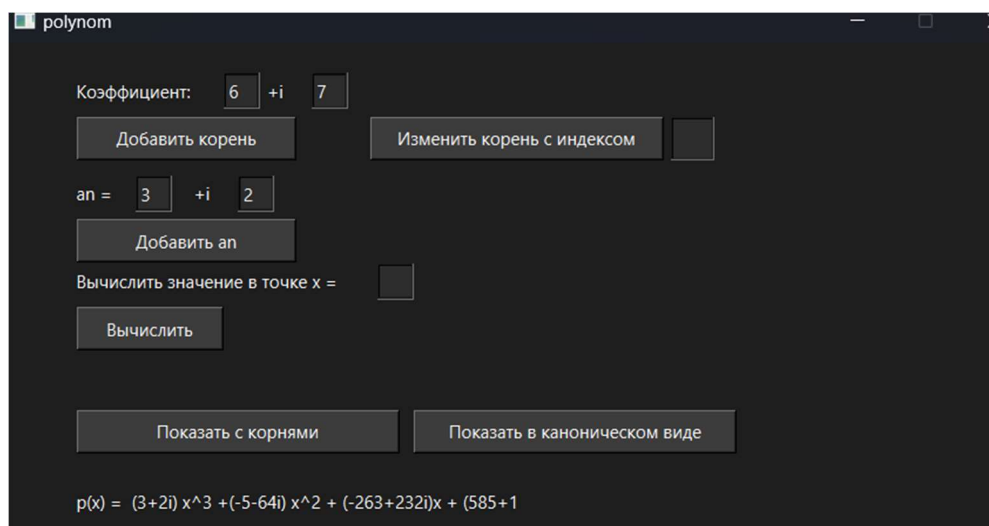 polynom
Коэффициент: 6 +i 7
Добавить корень Изменить корень с индексом
an = 3 +i 2
Добавить an
Вычислить значение в точке x =
Вычислить
Показать с корнями Показать в каноническом виде
p(x) = (3+2i) x^3 +(-5-64i) x^2 + (-263+232i)x + (585+1